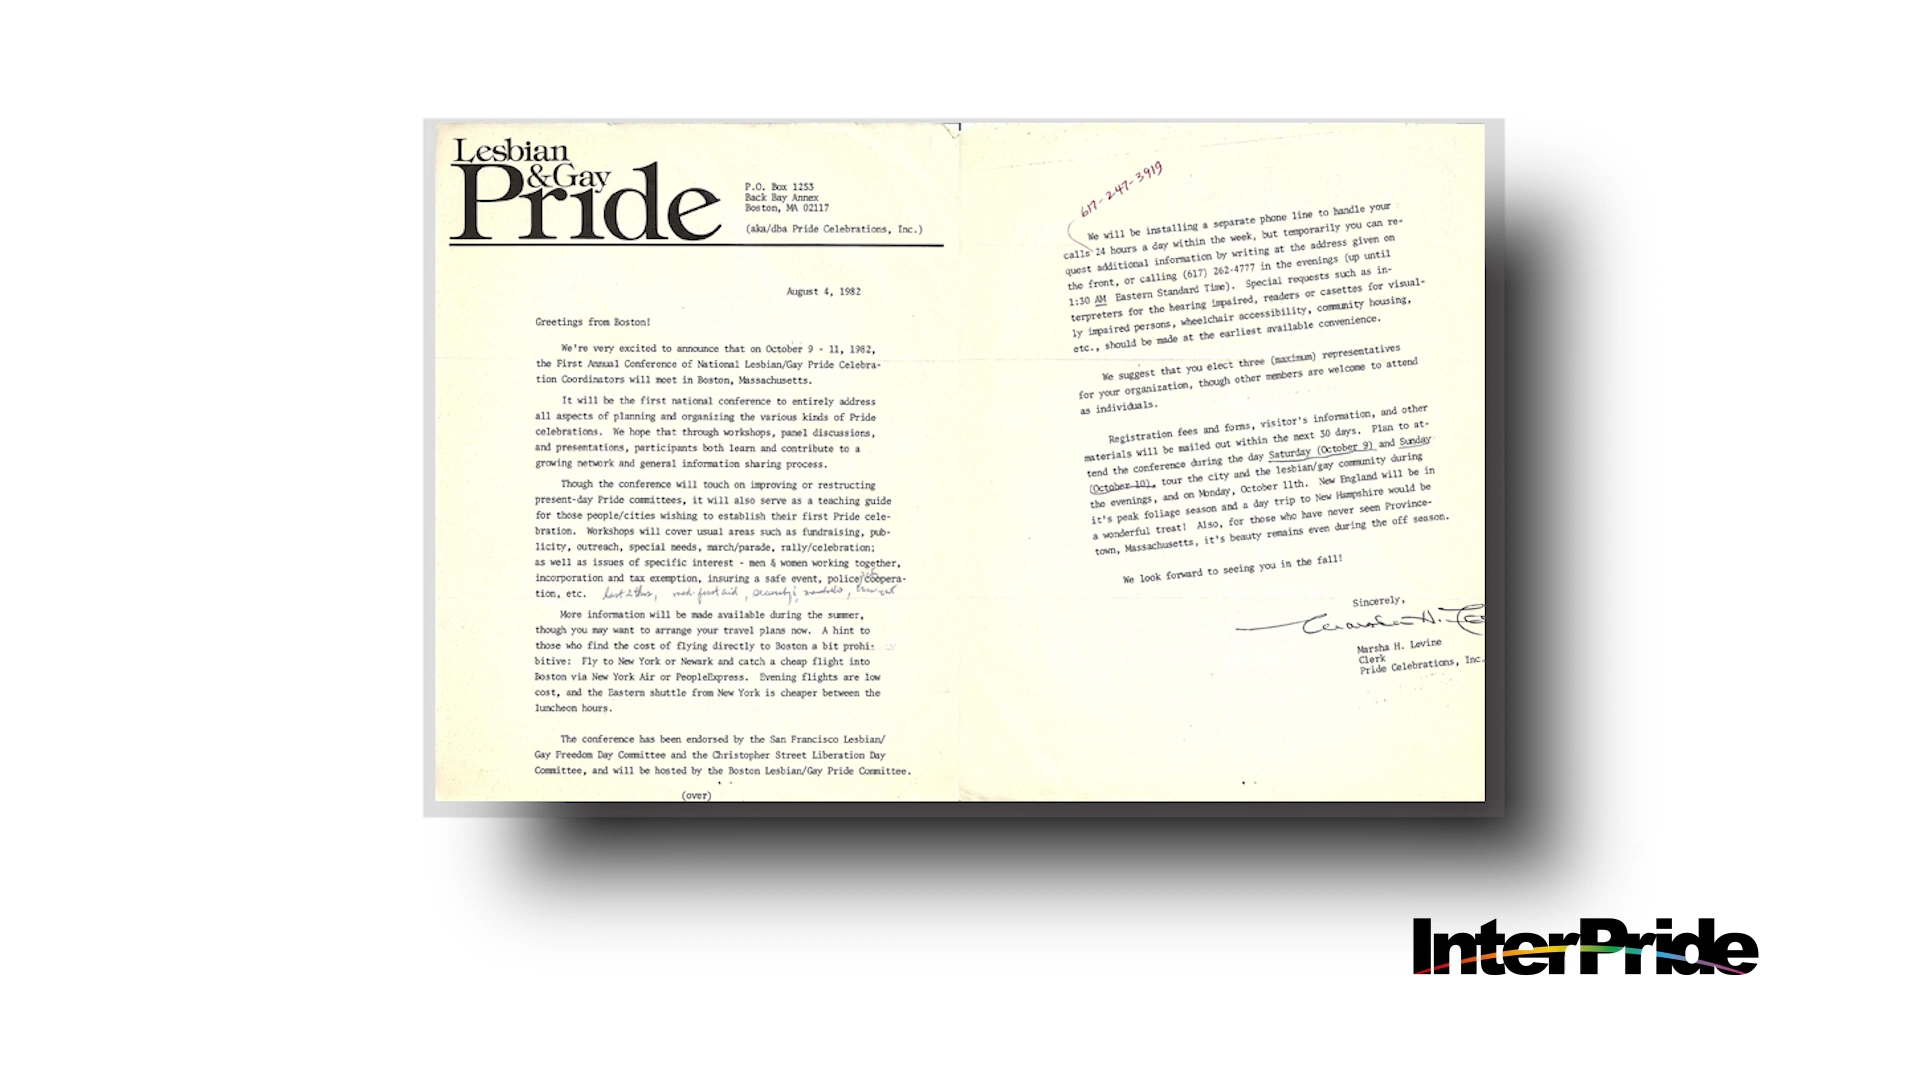 Lesbian
&Gay
Pride
P.O. Box 1253
Back Bay Annex
Boston, MA 02117
(aka/dba Pride Celebrations, Inc.)
August 4, 1982
Greetings from Boston!
We're very excited to announce that on October 9 - 11, 1982,
the First Annual Conference of National Lesbian/Gay Pride Celebra-
tion Coordinators will meet in Boston, Massachusetts.
It will be the first national conference to entirely address
all aspects of planning and organizing the various kinds of Pride
celebrations. We hope that through workshops, panel discussions,
and presentations, participants both learn and contribute to a
growing network and general information sharing process.
Though the conference will touch on improving or restructing
present-day Pride committees, it will also serve as a teaching guide
for those people/cities wishing to establish their first Pride cele-
bration. Workshops will cover usual areas such as fundraising, pub-
licity, outreach, special needs, march/parade, rally/celebration;
as well as issues of specific interest - men & women working together,
incorporation and tax exemption, insuring a safe event, police/coopera-
tion, etc. med-first aid, security
More information will be made available during the summer,
though you may want to arrange your travel plans now. A hint to
those who find the cost of flying directly to Boston a bit prohi-
bitive: Fly to New York or Newark and catch a cheap flight into
Boston via New York Air or PeopleExpress. Evening flights are low
cost, and the Eastern shuttle from New York is cheaper between the
luncheon hours.
The conference has been endorsed by the San Francisco Lesbian/
Gay Freedom Day Committee and the Christopher Street Liberation Day
Committee, and will be hosted by the Boston Lesbian/Gay Pride Committee.
(over)
617-247-3919
We will be installing a separate phone line to handle your
calls 24 hours a day within the week, but temporarily you can re-
quest additional information by writing at the address given on
the front, or calling (617) 262-4777 in the evenings (up until
1:30 AM Eastern Standard Time). Special requests such as in-
terpreters for the hearing impaired, readers or casettes for visual-
ly impaired persons, wheelchair accessibility, community housing,
etc., should be made at the earliest available convenience.
We suggest that you elect three (maximum) representatives
for your organization, though other members are welcome to attend
as individuals.
Registration fees and forms, visitor's information, and other
materials will be mailed out within the next 30 days. Plan to at-
tend the conference during the day Saturday (October 9) and Sunday
(October 10), tour the city and the lesbian/gay community during
the evenings, and on Monday, October 11th. New England will be in
it's peak foliage season and a day trip to New Hampshire would be
a wonderful treat! Also, for those who have never seen Province-
town, Massachusetts, it's beauty remains even during the off season.
We look forward to seeing you in the fall!
Sincerely,
Marsha H. Levine
Clerk
Pride Celebrations, Inc.
InterPride